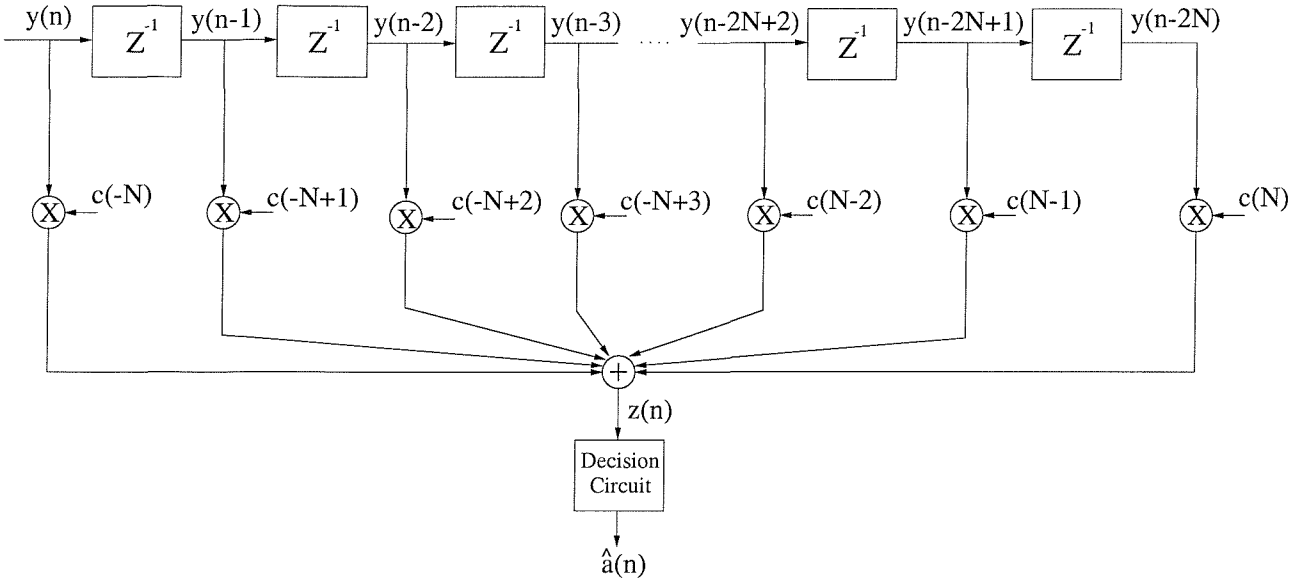 y(n) y(n-1) y(n-2) y(n-3) .... y(n-2N+2) y(n-2N+1) y(n-2N)
Z⁻¹ Z⁻¹ Z⁻¹ Z⁻¹ Z⁻¹
c(-N) c(-N+1) c(-N+2) c(-N+3) c(N-2) c(N-1) c(N)
X X X X X X X
+
z(n)
Decision
Circuit
â(n)